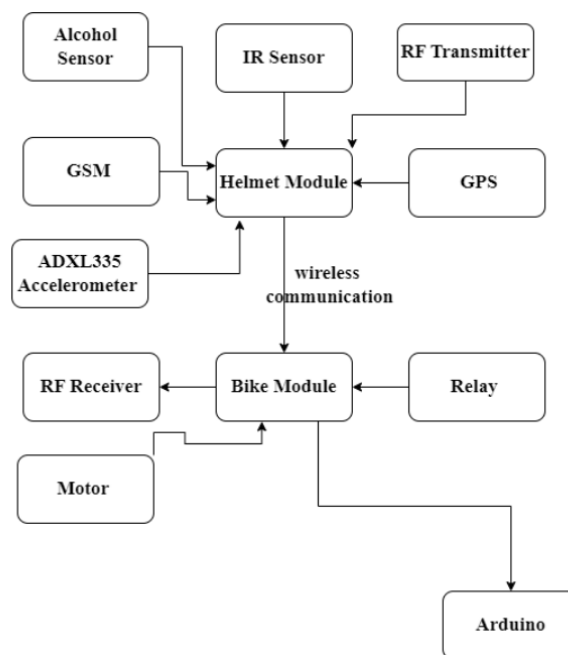 Alcohol
Sensor
IR Sensor
RF Transmitter
GSM
Helmet Module
GPS
ADXL335
Accelerometer
wireless
communication
RF Receiver
Bike Module
Relay
Motor
Arduino